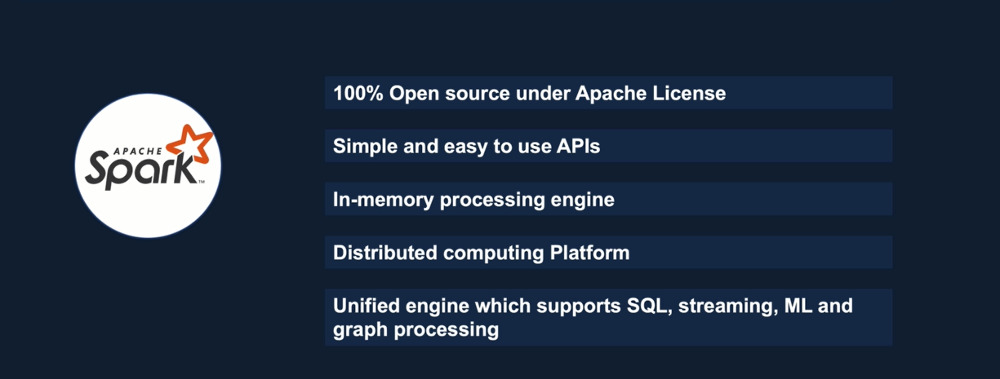 APACHE
Spark™
100% Open source under Apache License
Simple and easy to use APIs
In-memory processing engine
Distributed computing Platform
Unified engine which supports SQL, streaming, ML and
graph processing